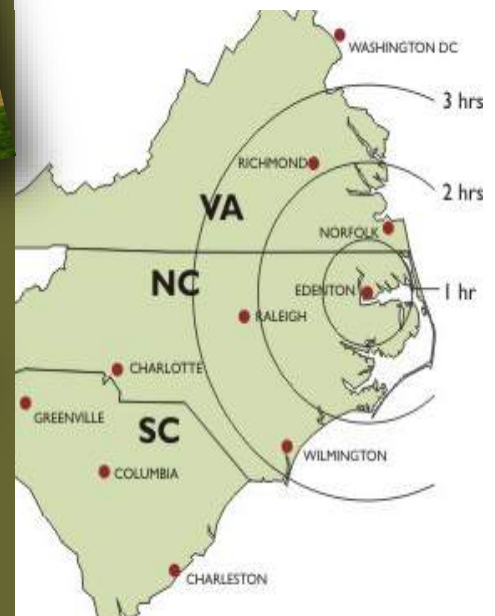 WASHINGTON DC
3 hrs
RICHMOND
2 hrs
VA
NORFOLK
NC
EDENTON
1 hr
RALEIGH
CHARLOTTE
GREENVILLE
SC
WILMINGTON
COLUMBIA
CHARLESTON